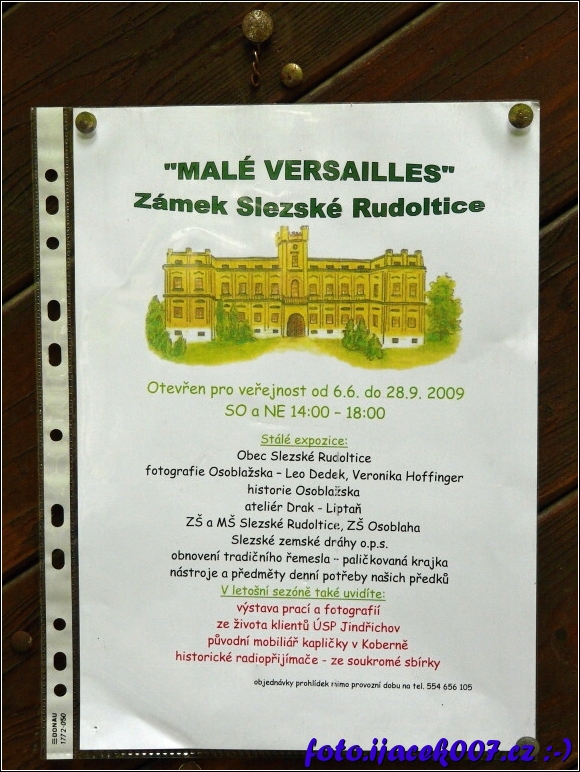 "MALÉ VERSAILLES"
Zámek Slezské Rudoltice
Otevřen pro veřejnost od 6.6. do 28.9. 2009
SO a NE 14:00 – 18:00
Stálé expozice:
Obec Slezské Rudoltice
fotografie Osoblažska – Leo Dedek, Veronika Hoffinger
historie Osoblažska
ateliér Drak - Liptaň
ZŠ a MŠ Slezské Rudoltice, ZŠ Osoblaha
Slezské zemské dráhy o.p.s.
obnovení tradičního řemesla – paličkovaná krajka
nástroje a předměty denní potřeby našich předků
V letošní sezóně také uvidíte:
výstava prací a fotografií
ze života klientů ÚSP Jindřichov
původní mobiliář kapličky v Koberně
historické radiopřijímače - ze soukromé sbírky
objednávky prohlídek mimo provozní dobu na tel. 554 656 105
DONAU
1772-050
foto.ijacek007.cz :-)